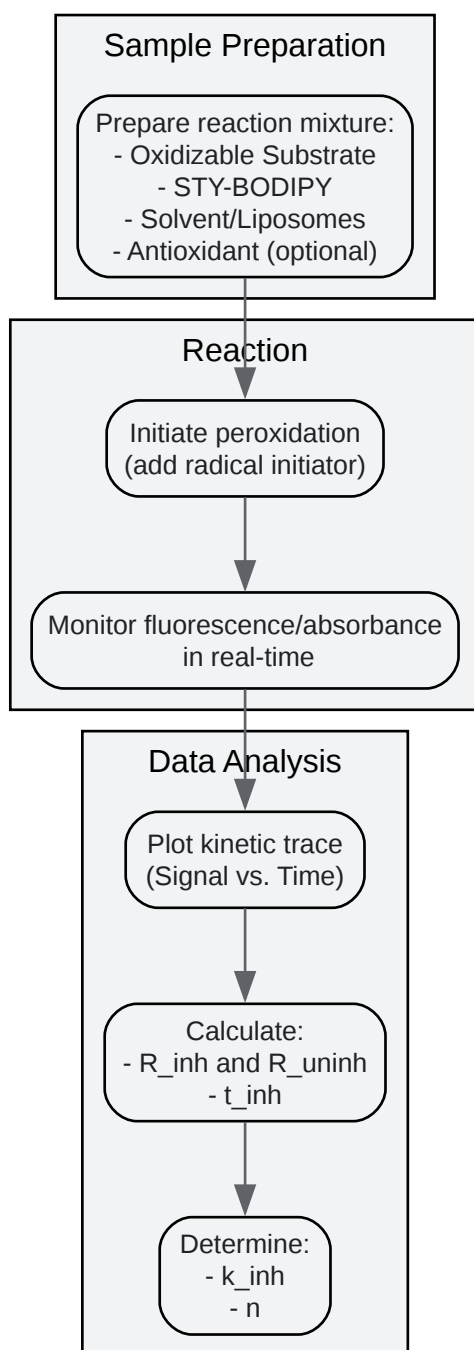 Sample Preparation
Prepare reaction mixture:
- Oxidizable Substrate
- STY-BODIPY
- Solvent/Liposomes
- Antioxidant (optional)
Reaction
Initiate peroxidation
(add radical initiator)
Monitor fluorescence/absorbance
in real-time
Data Analysis
Plot kinetic trace
(Signal vs. Time)
Calculate:
- R_inh and R_uninh
- t_inh
Determine:
- k_inh
- n